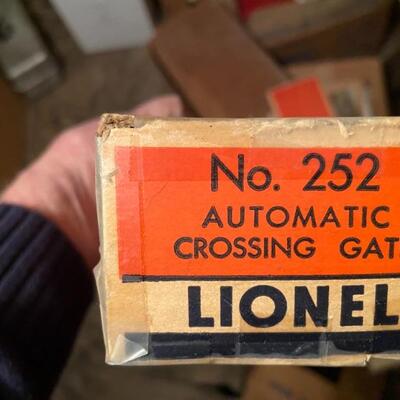 No. 252
AUTOMATIC
CROSSING GAT
LIONEL